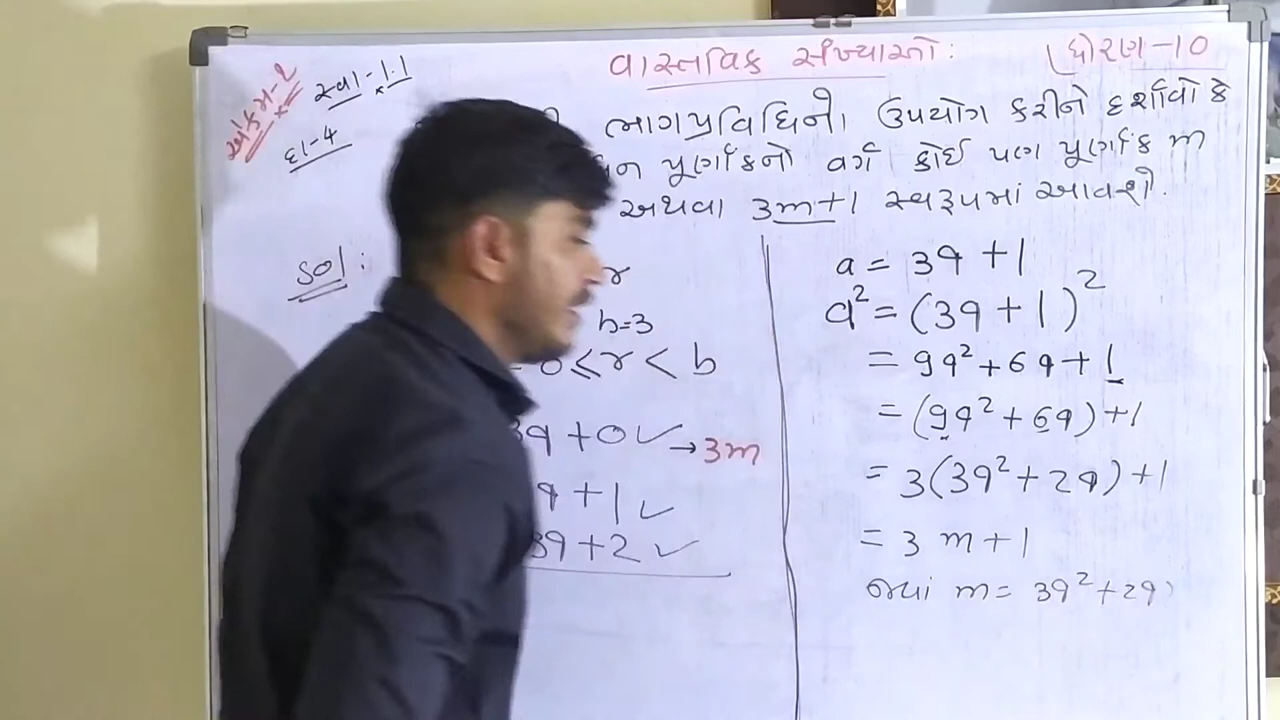 વાસ્તવિક સંખ્યાઓ:
ધોરણ-10
સ્વા-1.1
દા-4
ભાગપ્રવિધિનો ઉપયોગ કરીને દર્શાવો કે
પૂર્ણાંકનો વર્ગ કોઈ પણ પૂર્ણાંક m
અથવા 3m+1 સ્વરૂપમાં આવશે.
Sol:
r
b=3
0≤r< b
3q +0 ✓ → 3m
q +1 ✓
3q+2 ✓
a = 3q +1
a² = (3q + 1)²
= 9q² + 6q + 1
= (9q² + 6q) +1
= 3(3q² + 2q) +1
= 3 m+1
જ્યાં m = 3q² + 2q